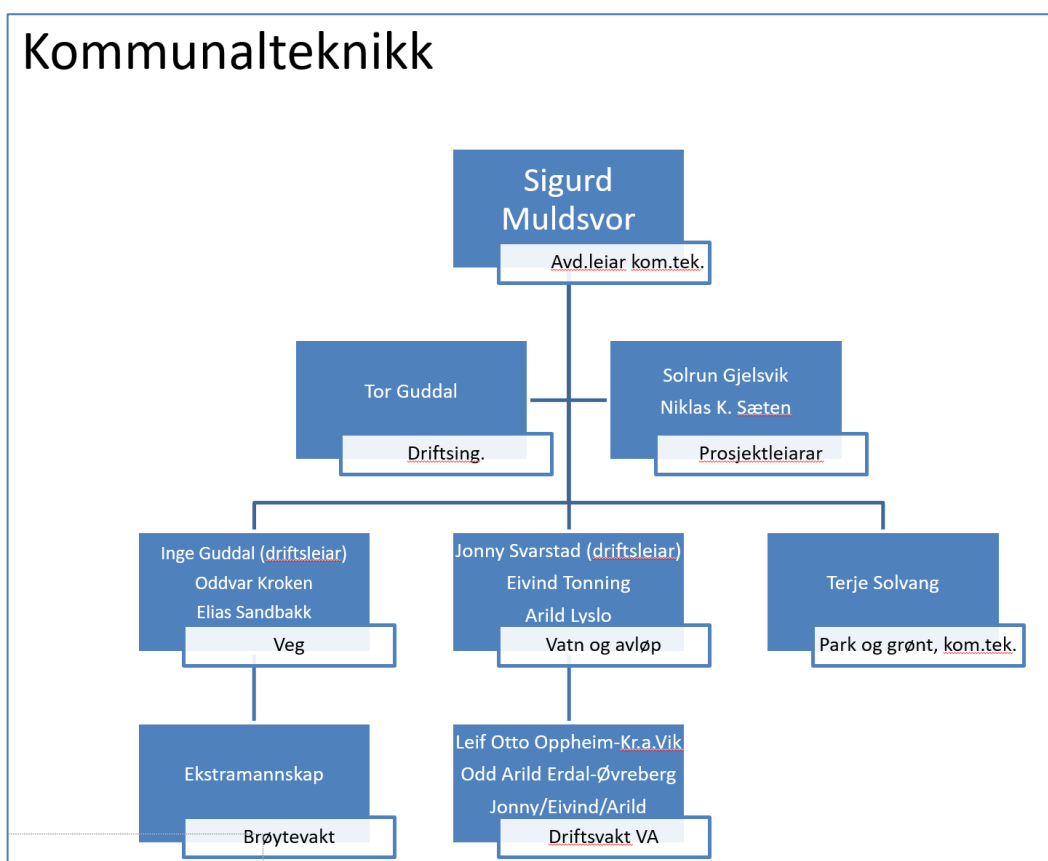 Kommunalteknikk
Sigurd
Muldsvor
Avd.leiar kom.tek.
Tor Guddal
Driftsing.
Solrun Gjelsvik
Niklas K. Sæten
Prosjektleiarar
Inge Guddal (driftsleiar)
Oddvar Kroken
Elias Sandbakk
Veg
Jonny Svarstad (driftsleiar)
Eivind Tonning
Arild Lyslo
Vatn og avløp
Terje Solvang
Park og grønt, kom.tek.
Ekstramannskap
Brøytevakt
Leif Otto Oppheim-Kr.a.Vik
Odd Arild Erdal-Øvreberg
Jonny/Eivind/Arild
Driftsvakt VA